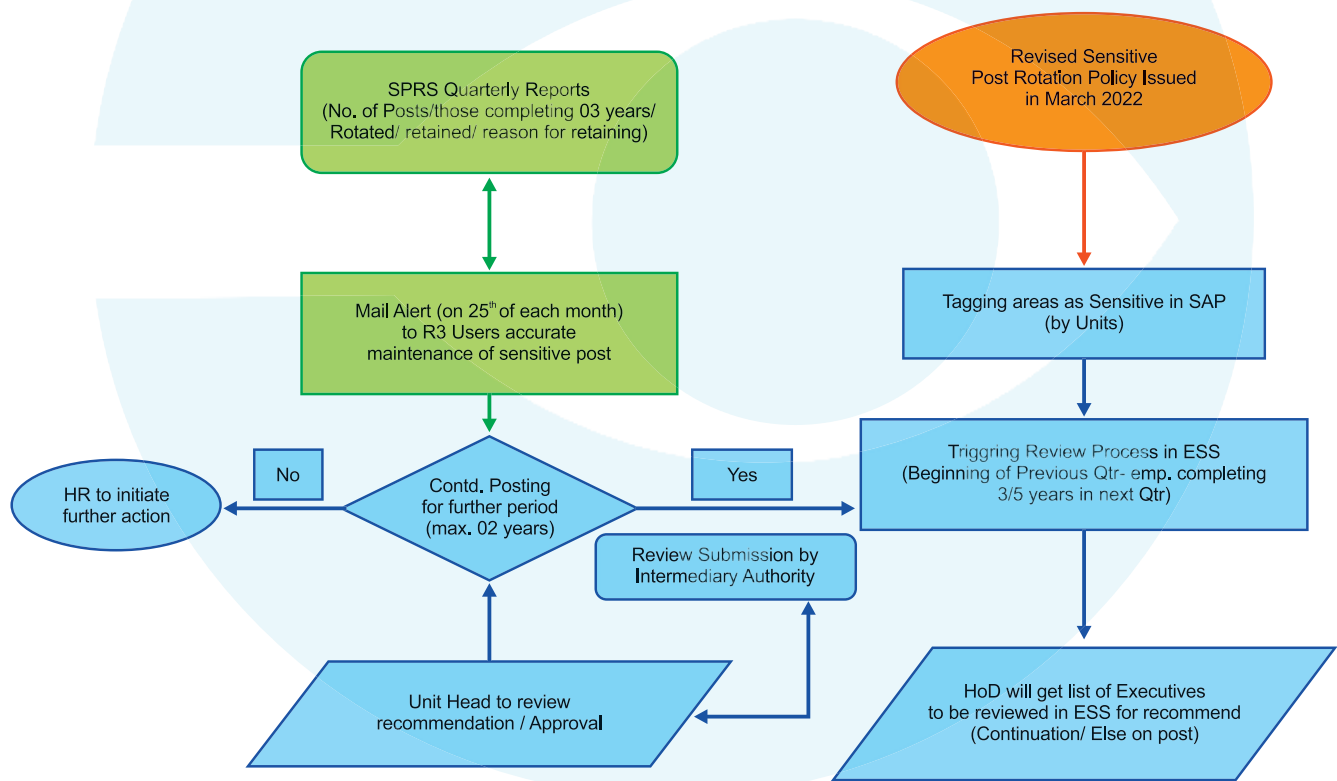 Revised Sensitive
Post Rotation Policy Issued
in March 2022
SPRS Quarterly Reports
(No. of Posts/those completing 03 years/
Rotated/ retained/ reason for retaining)
Mail Alert (on 25th of each month)
to R3 Users accurate
maintenance of sensitive post
Tagging areas as Sensitive in SAP
(by Units)
No
Yes
HR to initiate
further action
Contd. Posting
for further period
(max. 02 years)
Triggring Review Process in ESS
(Beginning of Previous Qtr- emp. completing
3/5 years in next Qtr)
Review Submission by
Intermediary Authority
Unit Head to review
recommendation / Approval
HoD will get list of Executives
to be reviewed in ESS for recommend
(Continuation/ Else on post)